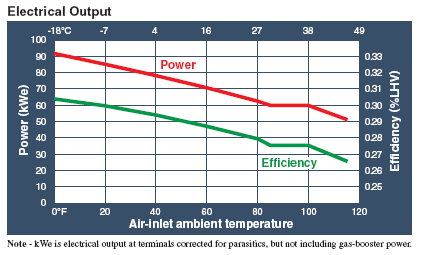 Electrical Output
-18°C -7 4 16 27 38 49
100
90
80
70
60
50
40
30
20
10
0
Power (kWe)
Power
Efficiency
0.33
0.32
0.31
0.30
0.29
0.28
0.27
0.26
0.25
Efficiency (%LHV)
0°F 20 40 60 80 100 120
Air-inlet ambient temperature
Note - kWe is electrical output at terminals corrected for parasitics, but not including gas-booster power.